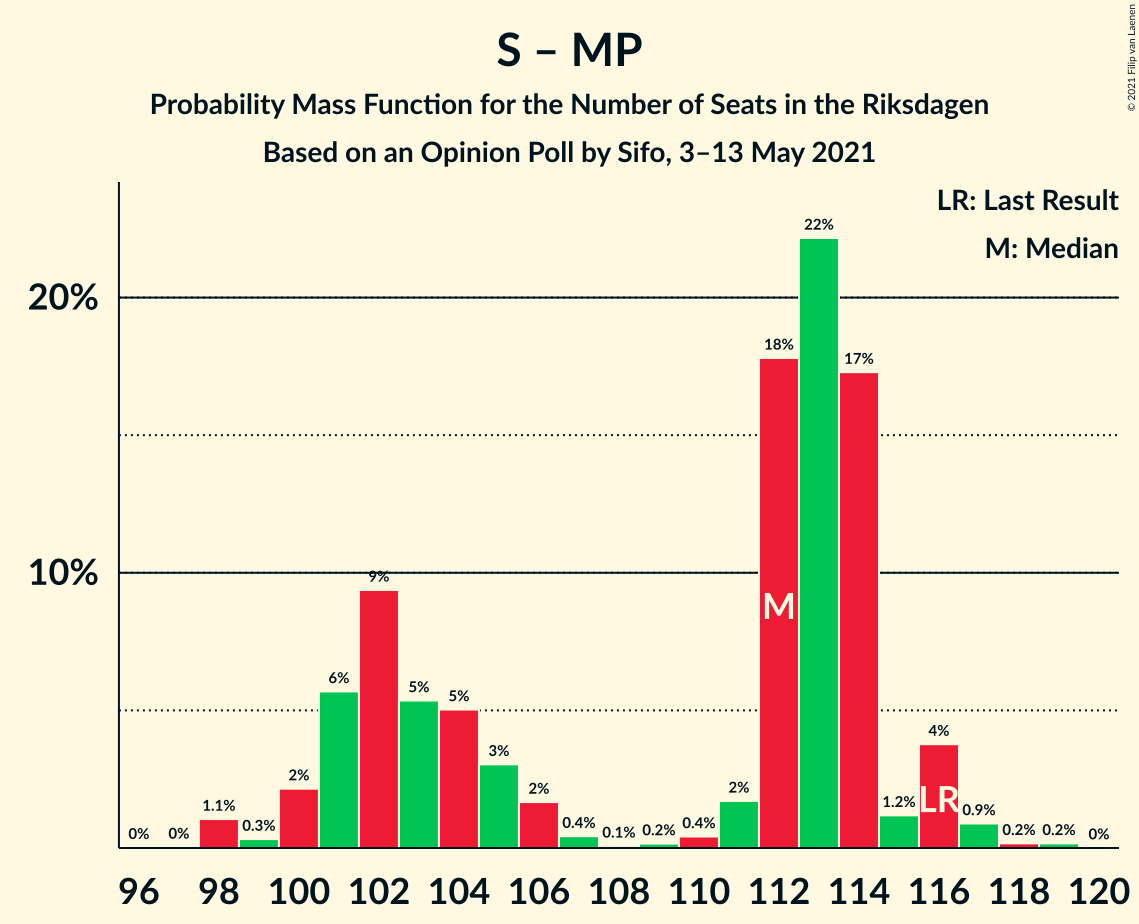 S – MP
Probability Mass Function for the Number of Seats in the Riksdagen
Based on an Opinion Poll by Sifo, 3–13 May 2021
© 2021 Filip van Laenen
LR: Last Result
M: Median
20%
10%
0% 0% 1.1% 0.3% 2% 6% 9% 5% 5% 3% 2% 0.4% 0.1% 0.2% 0.4% 2% 18% 22% 17% 1.2% 4% 0.9% 0.2% 0.2% 0%
M
LR
96 98 100 102 104 106 108 110 112 114 116 118 120